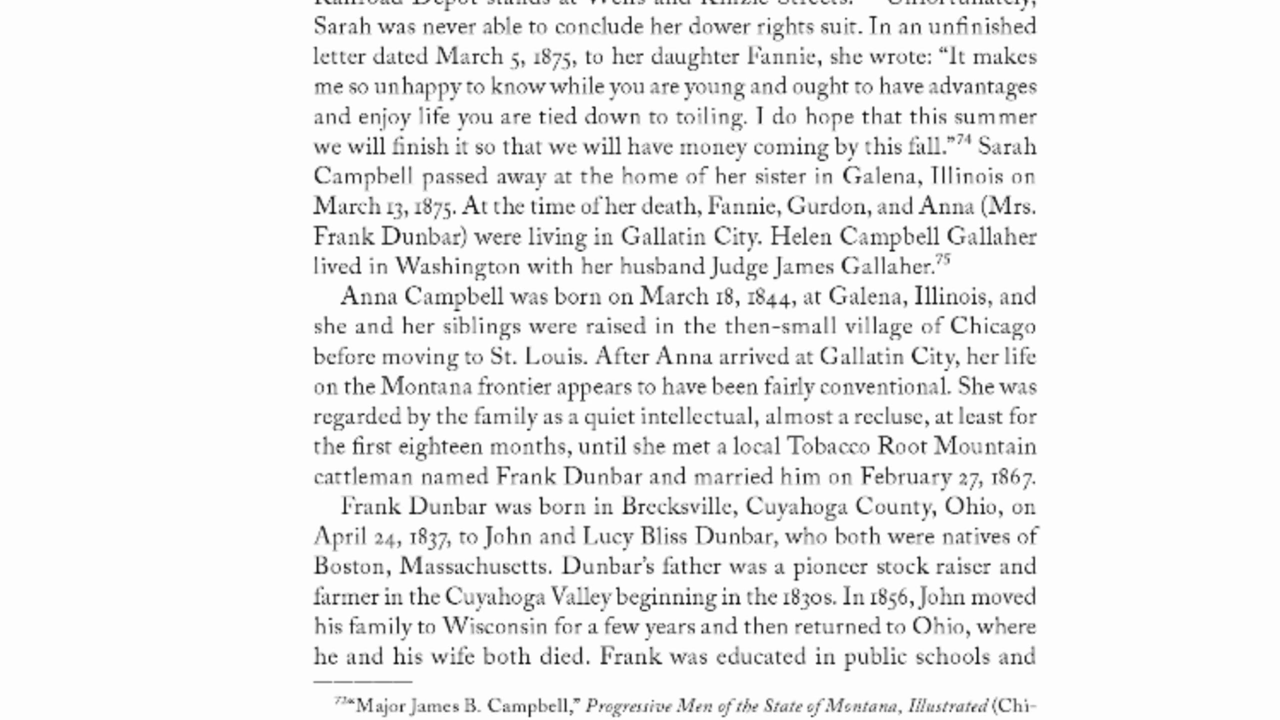 Railroad Depot stands at Wells and Kinzie Streets. Unfortunately,
Sarah was never able to conclude her dower rights suit. In an unfinished
letter dated March 5, 1875, to her daughter Fannie, she wrote: “It makes
me so unhappy to know while you are young and ought to have advantages
and enjoy life you are tied down to toiling. I do hope that this summer
we will finish it so that we will have money coming by this fall.”74 Sarah
Campbell passed away at the home of her sister in Galena, Illinois on
March 13, 1875. At the time of her death, Fannie, Gurdon, and Anna (Mrs.
Frank Dunbar) were living in Gallatin City. Helen Campbell Gallaher
lived in Washington with her husband Judge James Gallaher.75
Anna Campbell was born on March 18, 1844, at Galena, Illinois, and
she and her siblings were raised in the then-small village of Chicago
before moving to St. Louis. After Anna arrived at Gallatin City, her life
on the Montana frontier appears to have been fairly conventional. She was
regarded by the family as a quiet intellectual, almost a recluse, at least for
the first eighteen months, until she met a local Tobacco Root Mountain
cattleman named Frank Dunbar and married him on February 27, 1867.
Frank Dunbar was born in Brecksville, Cuyahoga County, Ohio, on
April 24, 1837, to John and Lucy Bliss Dunbar, who both were natives of
Boston, Massachusetts. Dunbar’s father was a pioneer stock raiser and
farmer in the Cuyahoga Valley beginning in the 1830s. In 1856, John moved
his family to Wisconsin for a few years and then returned to Ohio, where
he and his wife both died. Frank was educated in public schools and
“Major James B. Campbell,” Progressive Men of the State of Montana, Illustrated (Chi-